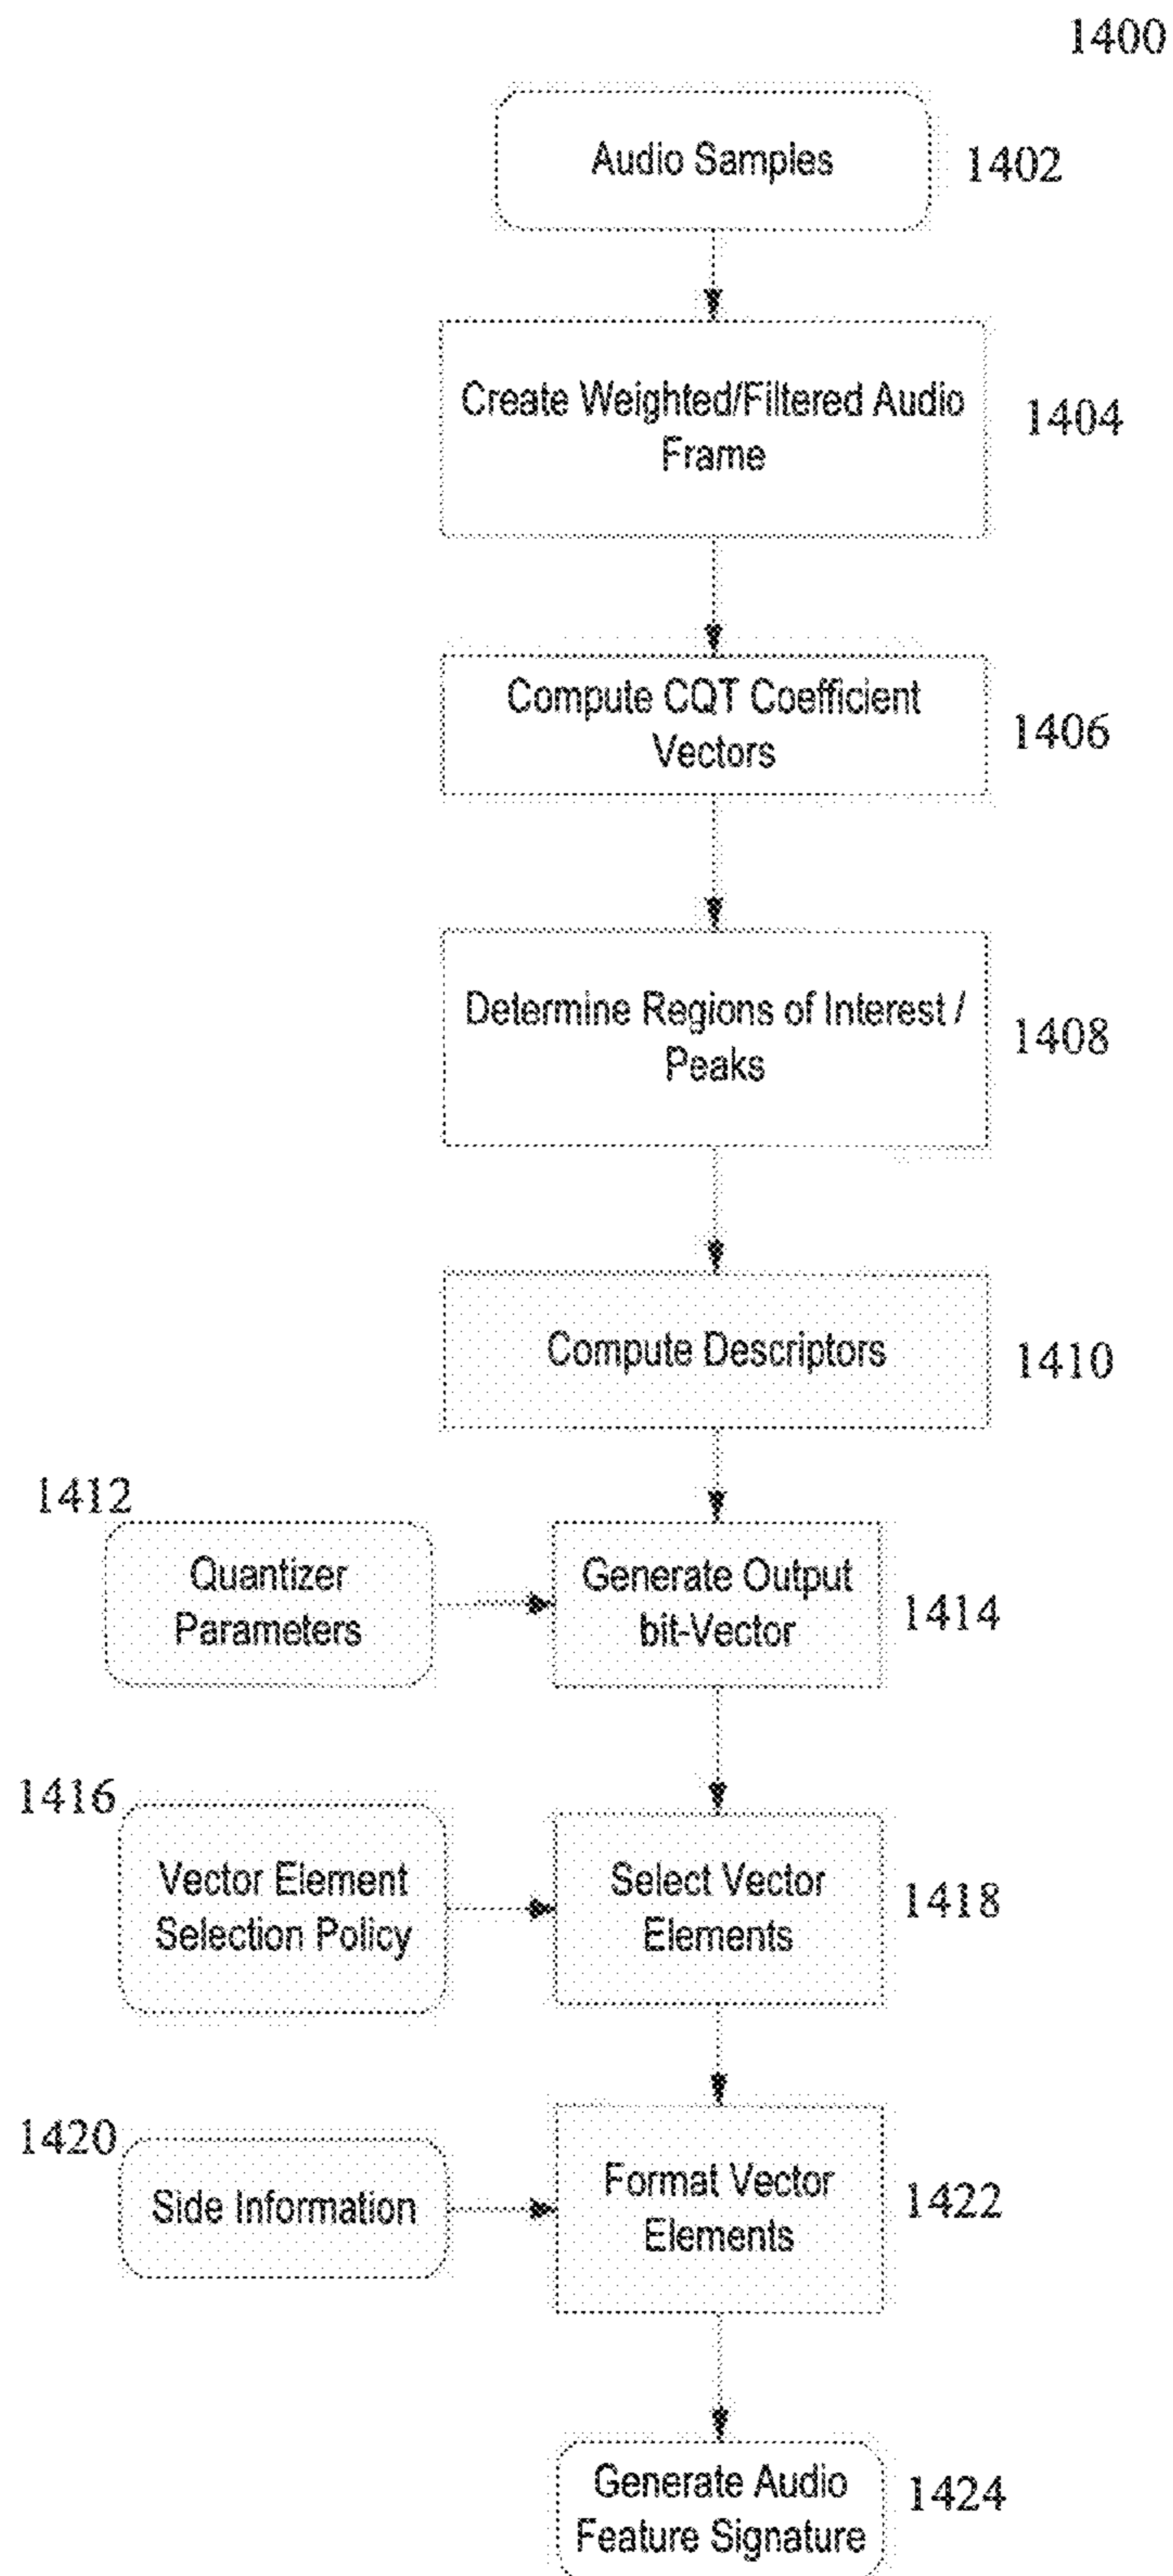 1400
Audio Samples
1402
Create Weighted/Filtered Audio
Frame
1404
Compute CQT Coefficient
Vectors
1406
Determine Regions of Interest /
Peaks
1408
Compute Descriptors
1410
1412
Quantizer
Parameters
Generate Output
bit-Vector
1414
1416
Vector Element
Selection Policy
Select Vector
Elements
1418
1420
Side Information
Format Vector
Elements
1422
Generate Audio
Feature Signature
1424